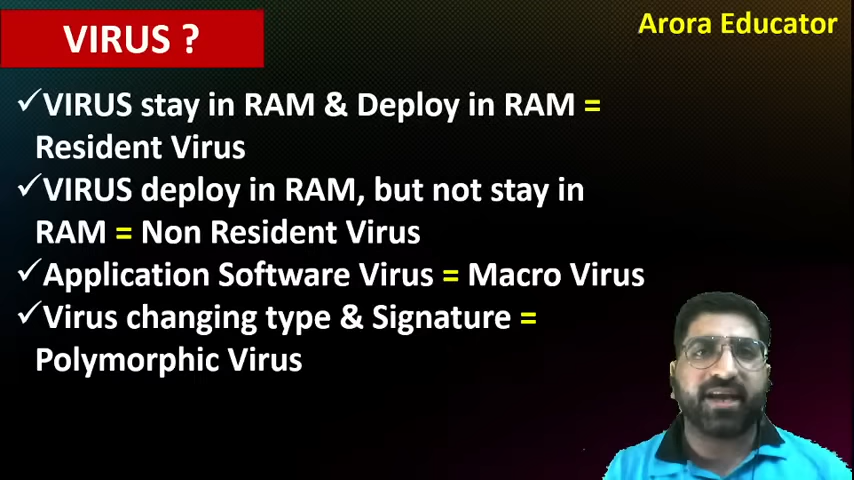 VIRUS ?
Arora Educator
✓VIRUS stay in RAM & Deploy in RAM =
Resident Virus
✓VIRUS deploy in RAM, but not stay in
RAM = Non Resident Virus
✓Application Software Virus = Macro Virus
✓Virus changing type & Signature =
Polymorphic Virus